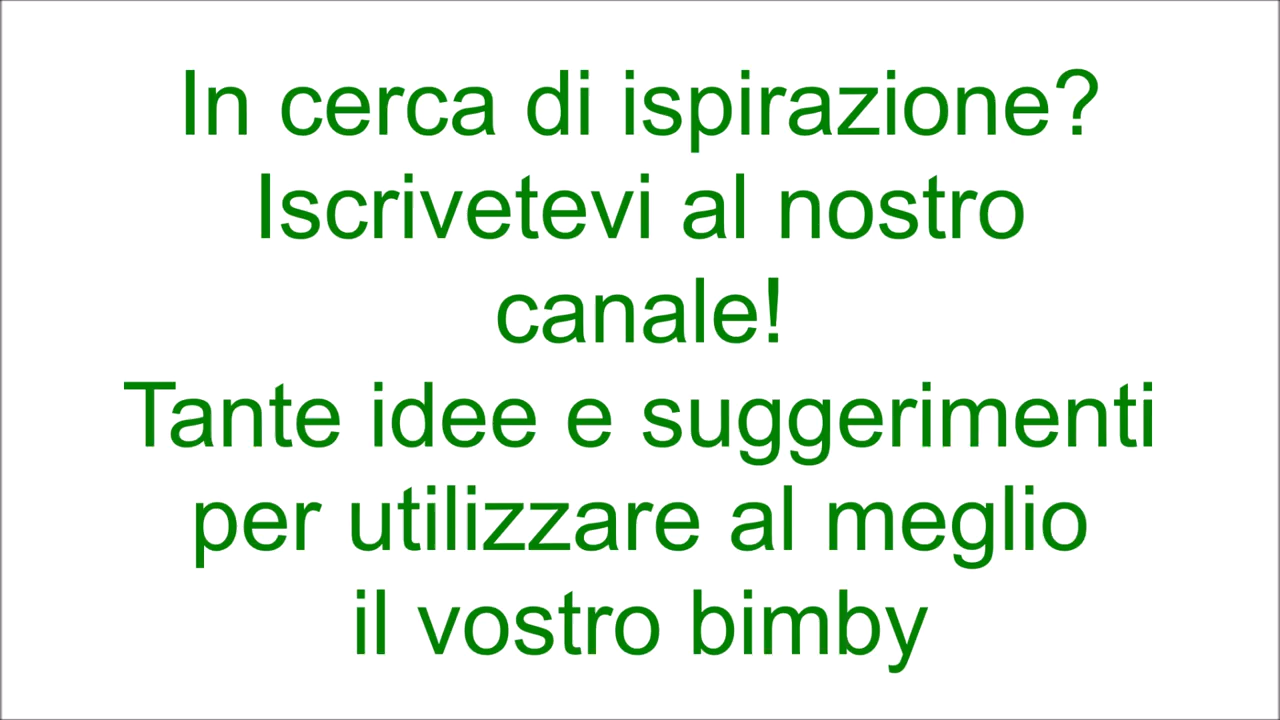 In cerca di ispirazione?
Iscrivetevi al nostro
canale!
Tante idee e suggerimenti
per utilizzare al meglio
il vostro bimby